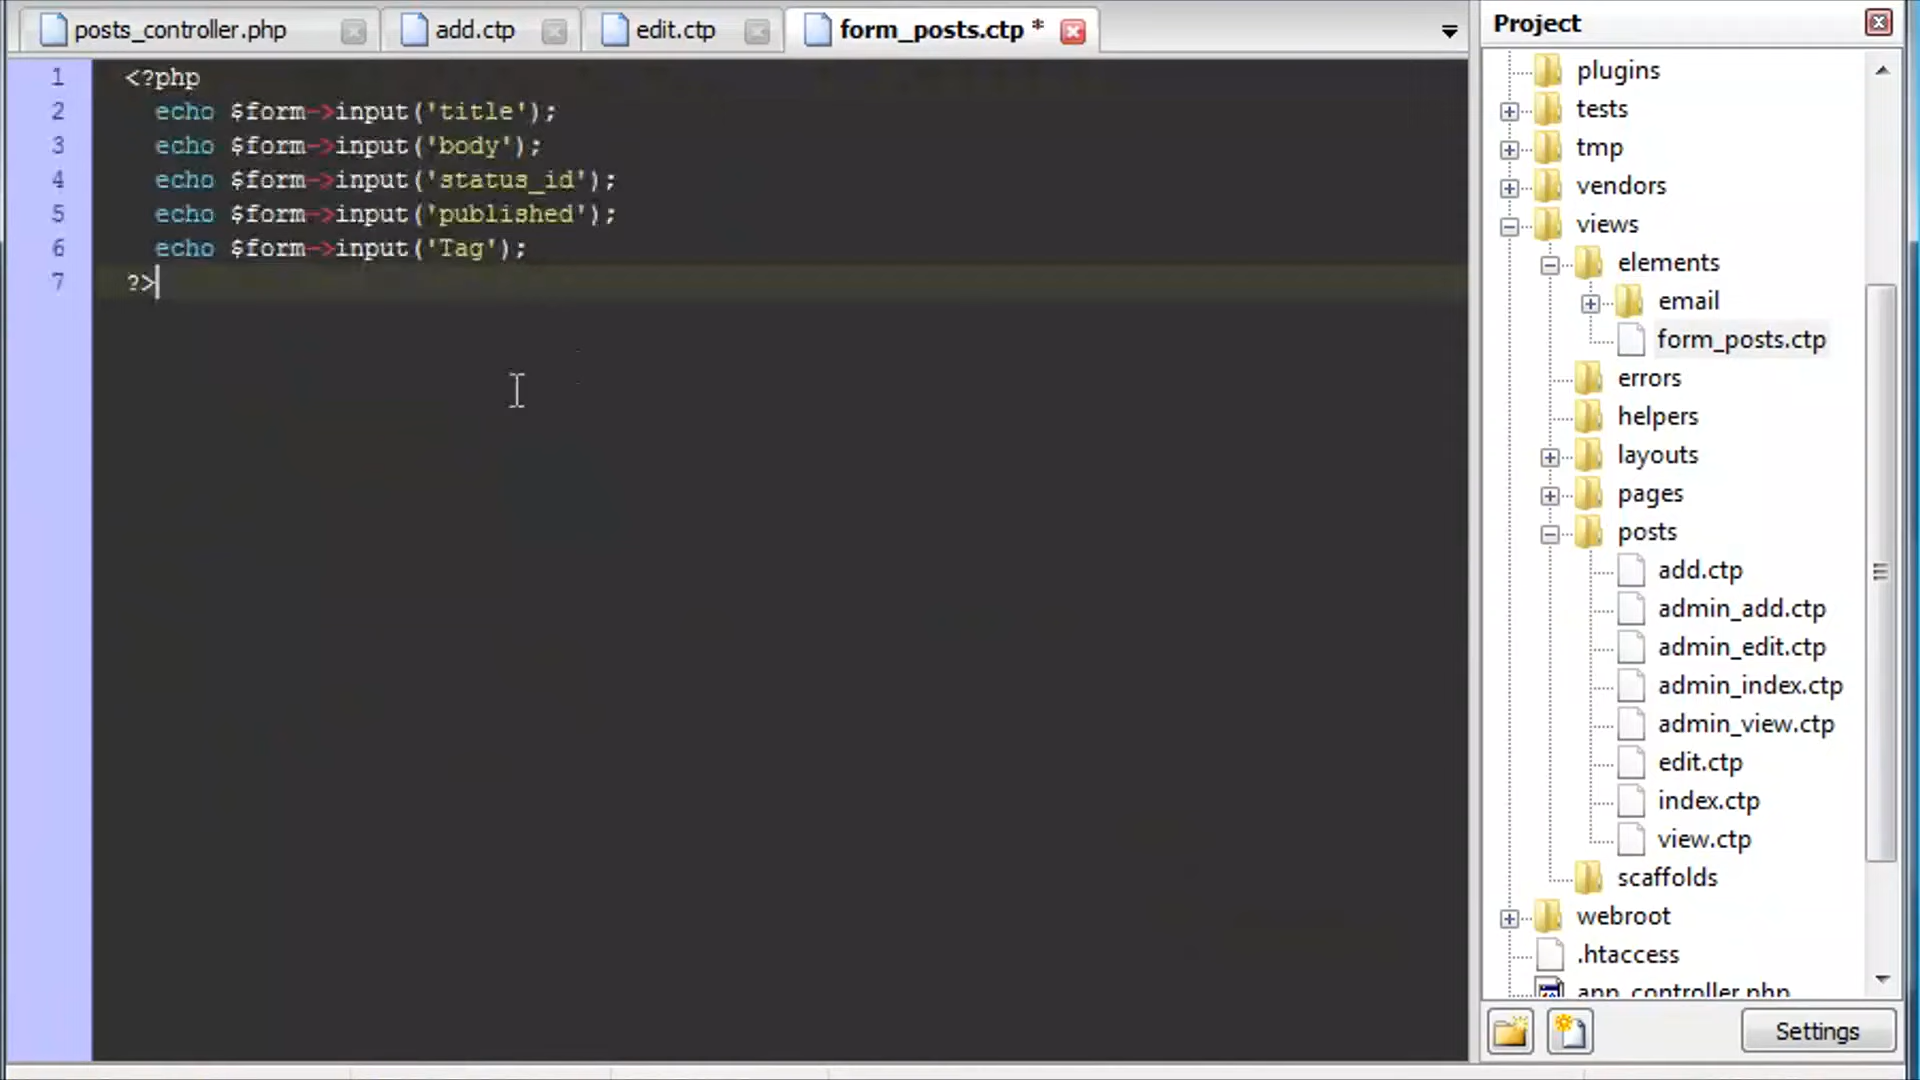 posts_controller.php
add.ctp
edit.ctp
form_posts.ctp *
1 <?php
2 echo $form->input('title');
3 echo $form->input('body');
4 echo $form->input('status_id');
5 echo $form->input('published');
6 echo $form->input('Tag');
7 ?>
Project
plugins
tests
tmp
vendors
views
elements
email
form_posts.ctp
errors
helpers
layouts
pages
posts
add.ctp
admin_add.ctp
admin_edit.ctp
admin_index.ctp
admin_view.ctp
edit.ctp
index.ctp
view.ctp
scaffolds
webroot
.htaccess
app_controller.php
Settings